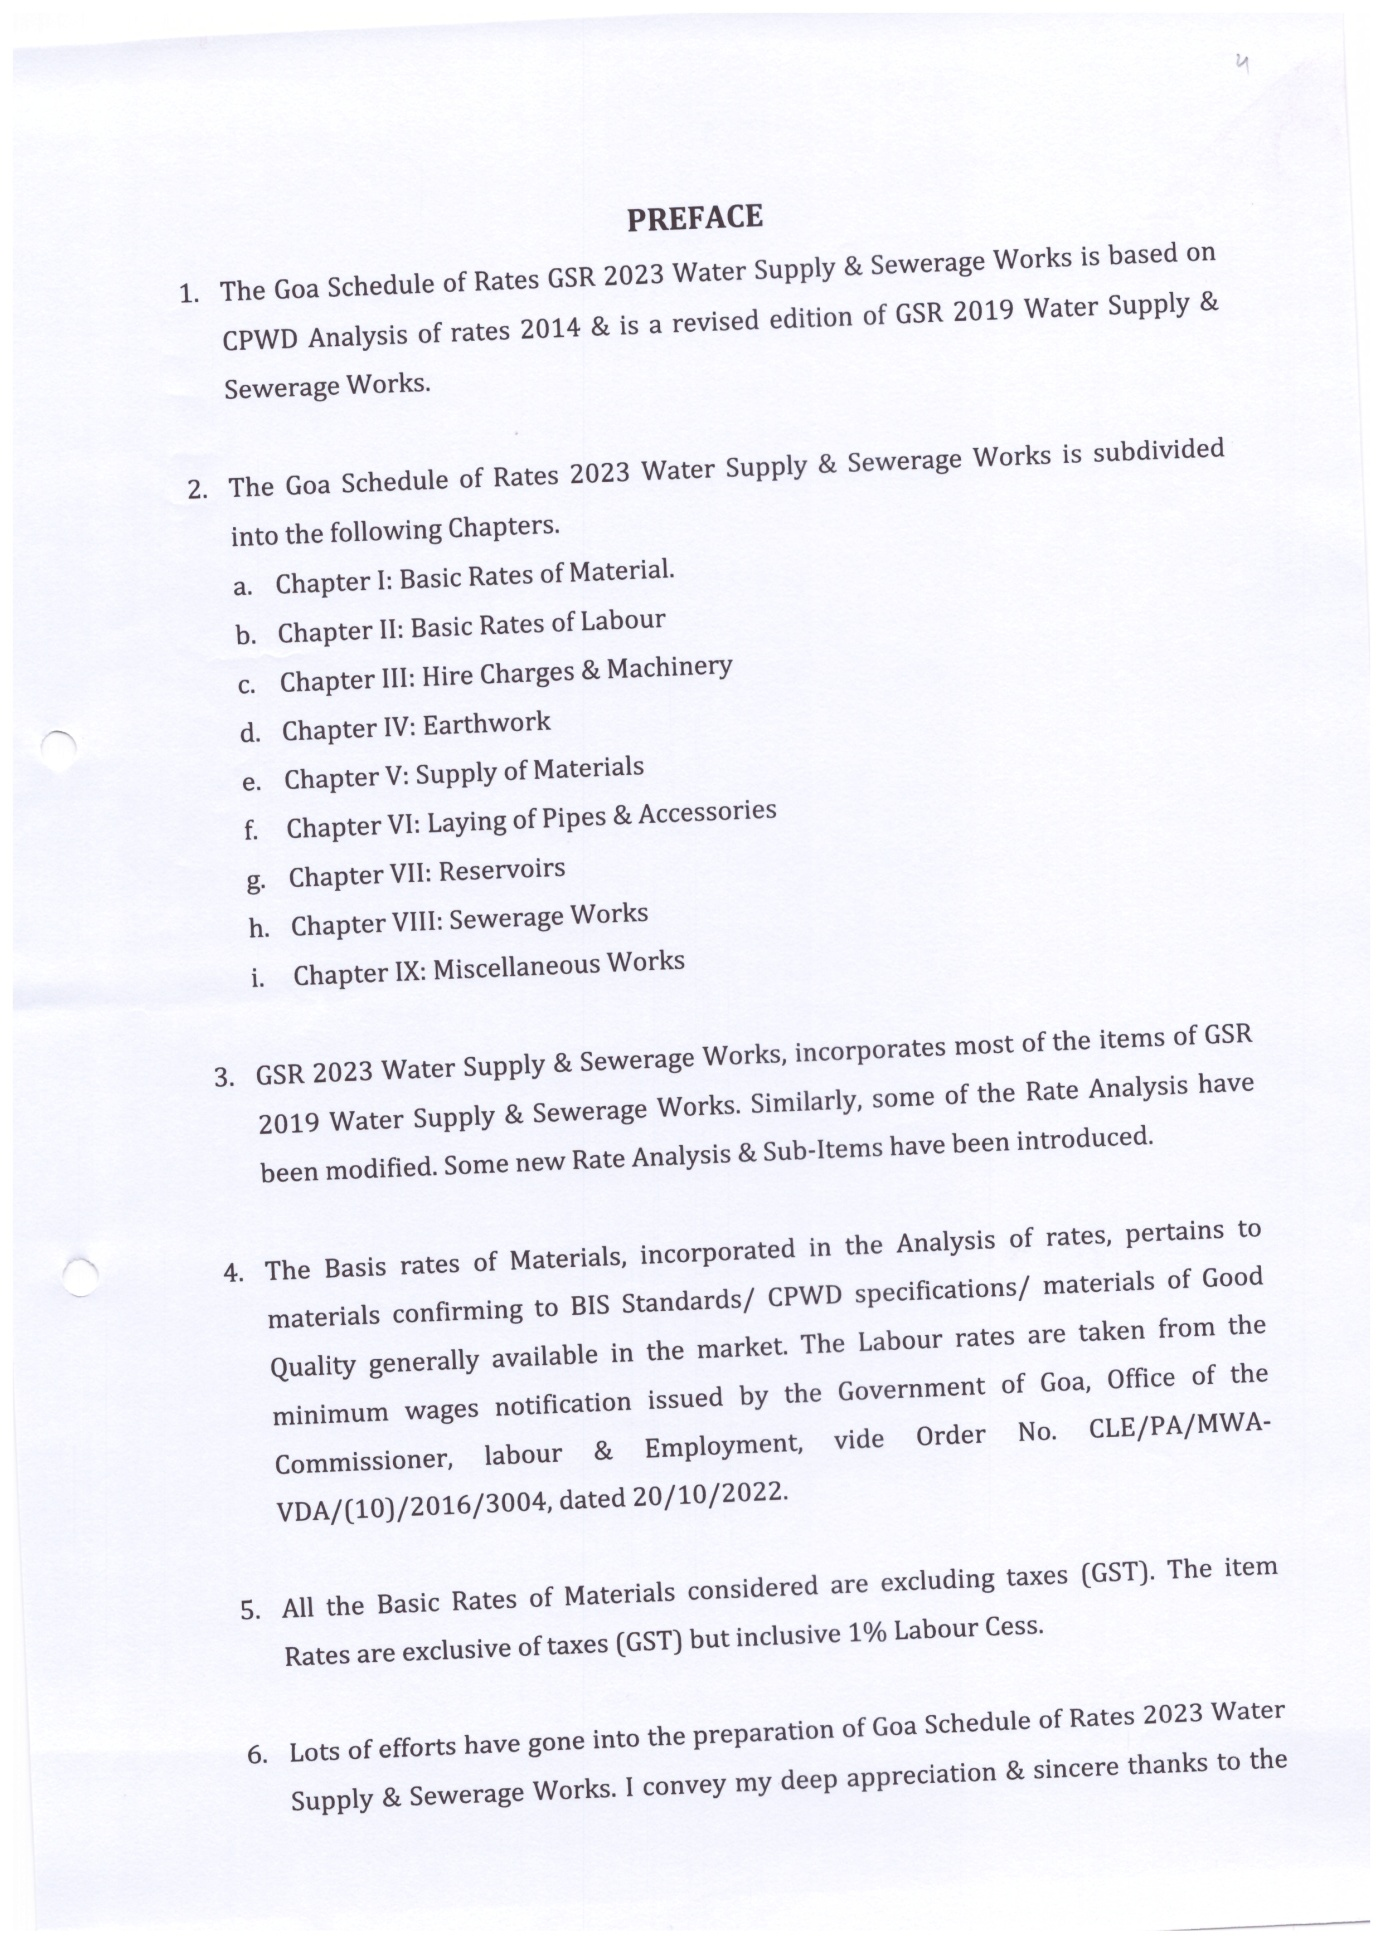 4
PREFACE
1. The Goa Schedule of Rates GSR 2023 Water Supply & Sewerage Works is based on
CPWD Analysis of rates 2014 & is a revised edition of GSR 2019 Water Supply &
Sewerage Works.
2. The Goa Schedule of Rates 2023 Water Supply & Sewerage Works is subdivided
into the following Chapters.
a. Chapter I: Basic Rates of Material.
b. Chapter II: Basic Rates of Labour
c. Chapter III: Hire Charges & Machinery
d. Chapter IV: Earthwork
e. Chapter V: Supply of Materials
f. Chapter VI: Laying of Pipes & Accessories
g. Chapter VII: Reservoirs
h. Chapter VIII: Sewerage Works
i. Chapter IX: Miscellaneous Works
3. GSR 2023 Water Supply & Sewerage Works, incorporates most of the items of GSR
2019 Water Supply & Sewerage Works. Similarly, some of the Rate Analysis have
been modified. Some new Rate Analysis & Sub-Items have been introduced.
4. The Basis rates of Materials, incorporated in the Analysis of rates, pertains to
materials confirming to BIS Standards/ CPWD specifications/ materials of Good
Quality generally available in the market. The Labour rates are taken from the
minimum wages notification issued by the Government of Goa, Office of the
Commissioner, labour & Employment, vide Order No. CLE/PA/MWA-
VDA/(10)/2016/3004, dated 20/10/2022.
5. All the Basic Rates of Materials considered are excluding taxes (GST). The item
Rates are exclusive of taxes (GST) but inclusive 1% Labour Cess.
6. Lots of efforts have gone into the preparation of Goa Schedule of Rates 2023 Water
Supply & Sewerage Works. I convey my deep appreciation & sincere thanks to the